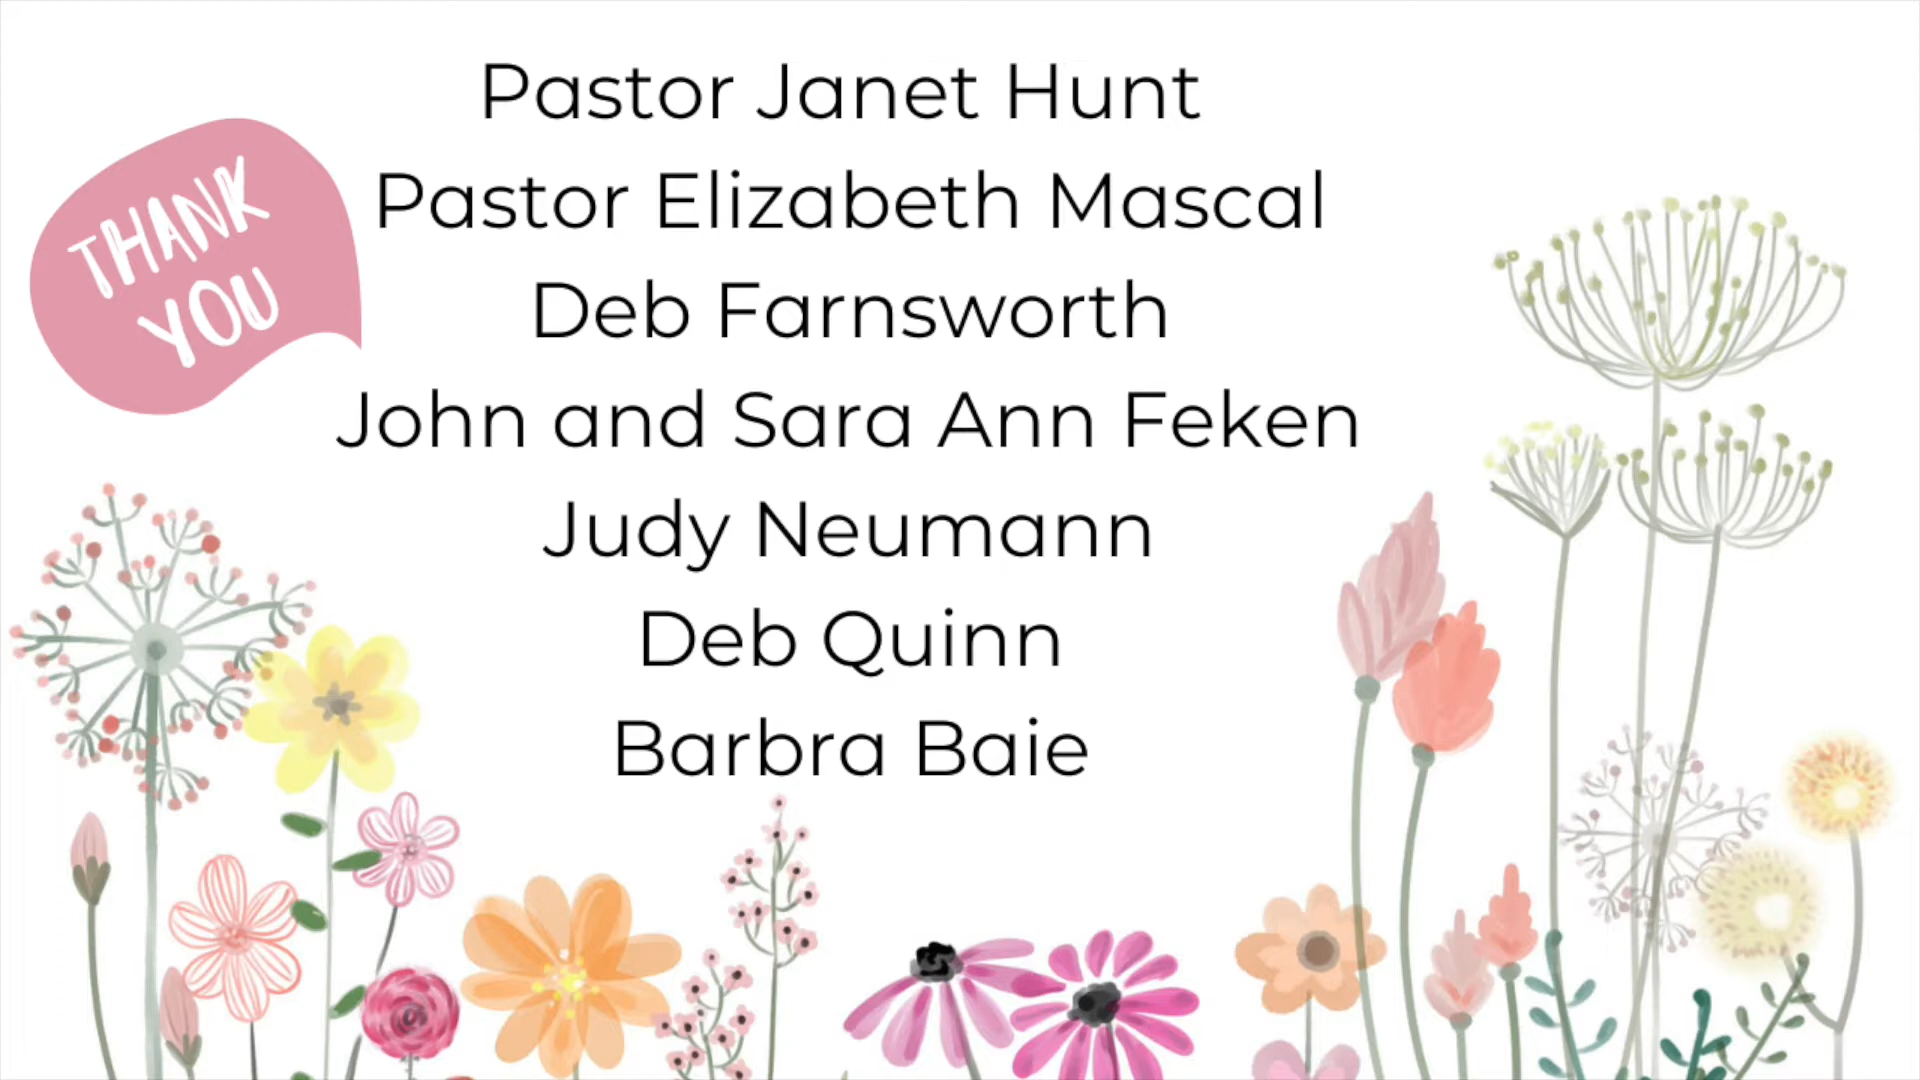 Pastor Janet Hunt
THANK
YOU
Pastor Elizabeth Mascal
Deb Farnsworth
John and Sara Ann Feken
Judy Neumann
Deb Quinn
Barbra Baie